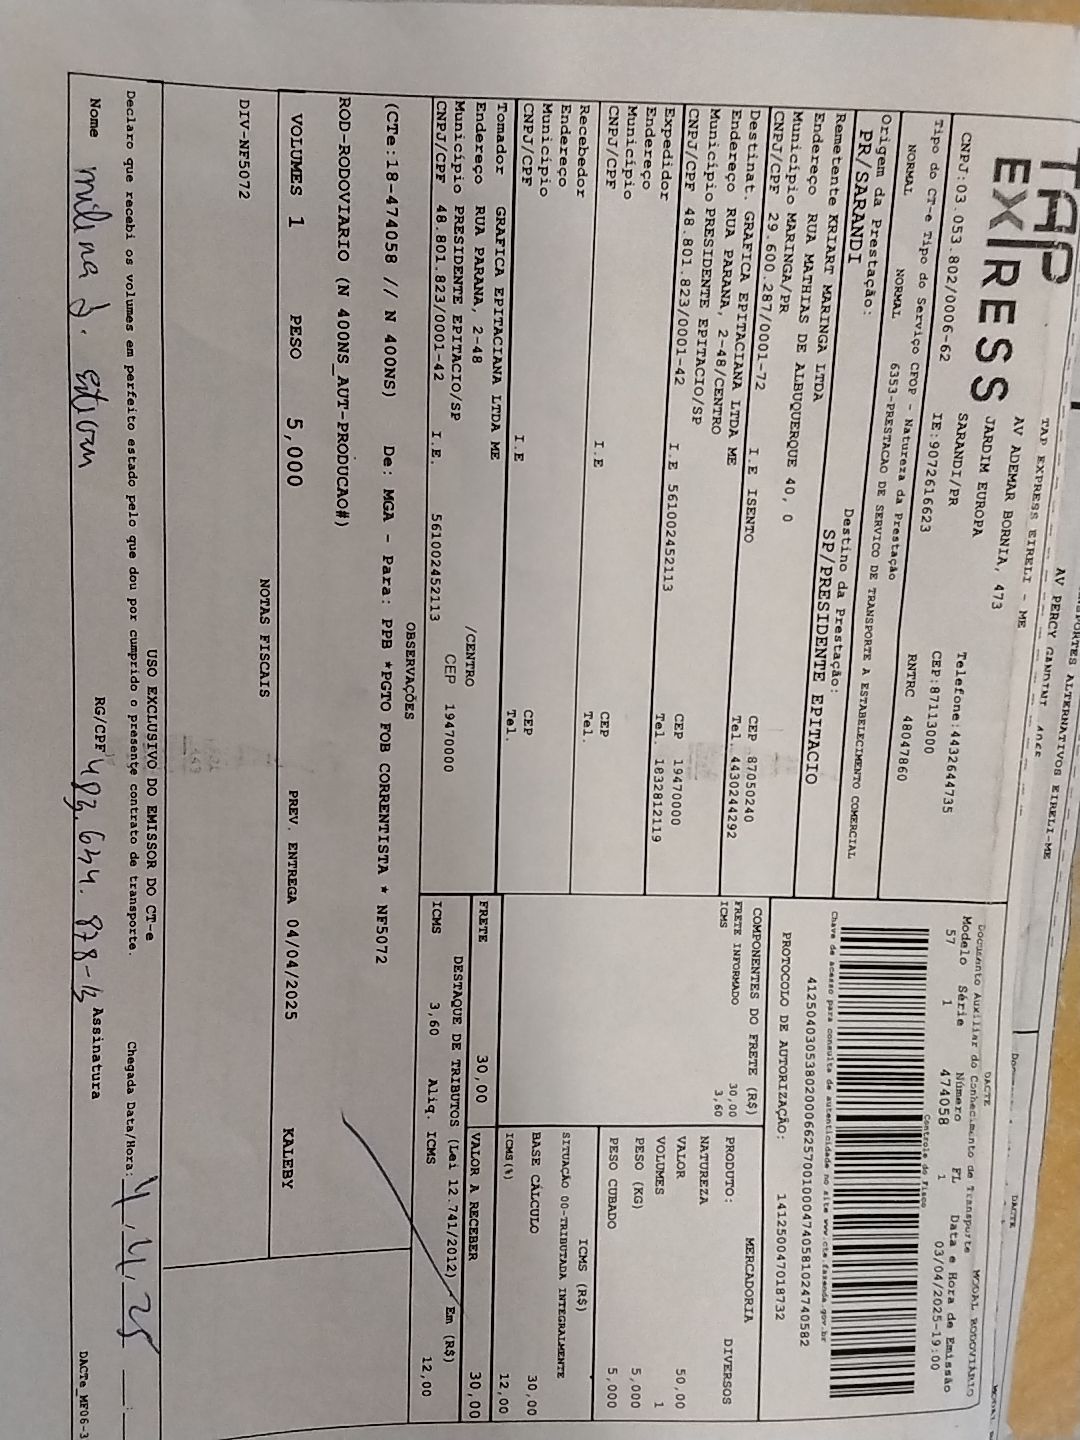 AV PERCY GANDINI
TAP EXPRESS EIRELI - ME
TAP
EXPRESS
AV ADEMAR BORNIA, 473
JARDIM EUROPA
SARANDI/PR
Telefone:4432644735
CNPJ:03.053.802/0006-62
IE:9072616623
CEP:87113000
Tipo do CT-e Tipo do Serviço CFOP - Natureza da Prestação
RNTRC 48047860
NORMAL NORMAL 6353-PRESTACAO DE SERVICO DE TRANSPORTE A ESTABELECIMENTO COMERCIAL
Origem da Prestação: Destino da Prestação:
PR/SARANDI SP/PRESIDENTE EPITACIO
Remetente KRIART MARINGA LTDA
Endereço RUA MATHIAS DE ALBUQUERQUE 40, 0
Município MARINGA/PR CEP 87050240
CNPJ/CPF 29.600.287/0001-72 I.E ISENTO Tel. 4430244292
Destinat. GRAFICA EPITACIANA LTDA ME
Endereço RUA PARANA, 2-48/CENTRO
Município PRESIDENTE EPITACIO/SP CEP 19470000
CNPJ/CPF 48.801.823/0001-42 I.E 561002452113 Tel. 1832812119
Expedidor
Endereço
Município CEP
CNPJ/CPF I.E Tel.
Recebedor
Endereço
Município CEP
CNPJ/CPF I.E Tel.
Tomador GRAFICA EPITACIANA LTDA ME
Endereço RUA PARANA, 2-48 /CENTRO
Município PRESIDENTE EPITACIO/SP CEP 19470000
CNPJ/CPF 48.801.823/0001-42 I.E. 561002452113
DACTE
Documento Auxiliar do Conhecimento de Transporte MODAL RODOVIÁRIO
Modelo Série Número FL Data e Hora de Emissão
57 1 474058 1 03/04/2025-19:00
Controle do Fisco
Chave de acesso para consulta de autenticidade no site www.cte.fazenda.gov.br
41250403053802000662570010004740581024740582
PROTOCOLO DE AUTORIZAÇÃO: 141250047018732
COMPONENTES DO FRETE (R$)
FRETE INFORMADO 30,00
ICMS 3,60
FRETE 30,00
PRODUTO: MERCADORIA
NATUREZA DIVERSOS
VALOR 50,00
VOLUMES 1
PESO (KG) 5,000
PESO CUBADO 5,000
ICMS (R$)
SITUAÇÃO 00-TRIBUTADA INTEGRALMENTE
BASE CÁLCULO 30,00
ICMS(%) 12,00
VALOR A RECEBER 30,00
DESTAQUE DE TRIBUTOS (Lei 12.741/2012) - Em (R$)
ICMS 3,60 Aliq. ICMS 12,00
OBSERVAÇÕES
(CTe:18-474058 // N 400NS) De: MGA - Para: PPB *PGTO FOB CORRENTISTA * NF5072
ROD-RODOVIARIO (N 400NS_AUT-PRODUCAO#)
VOLUMES 1 PESO 5,000 PREV. ENTREGA 04/04/2025 KALEBY
NOTAS FISCAIS
DIV-NF5072
USO EXCLUSIVO DO EMISSOR DO CT-e
Declaro que recebi os volumes em perfeito estado pelo que dou por cumprido o presente contrato de transporte. Chegada Data/Hora: 4/4/25
Nome RG/CPF Assinatura
DACTe_MF06-3